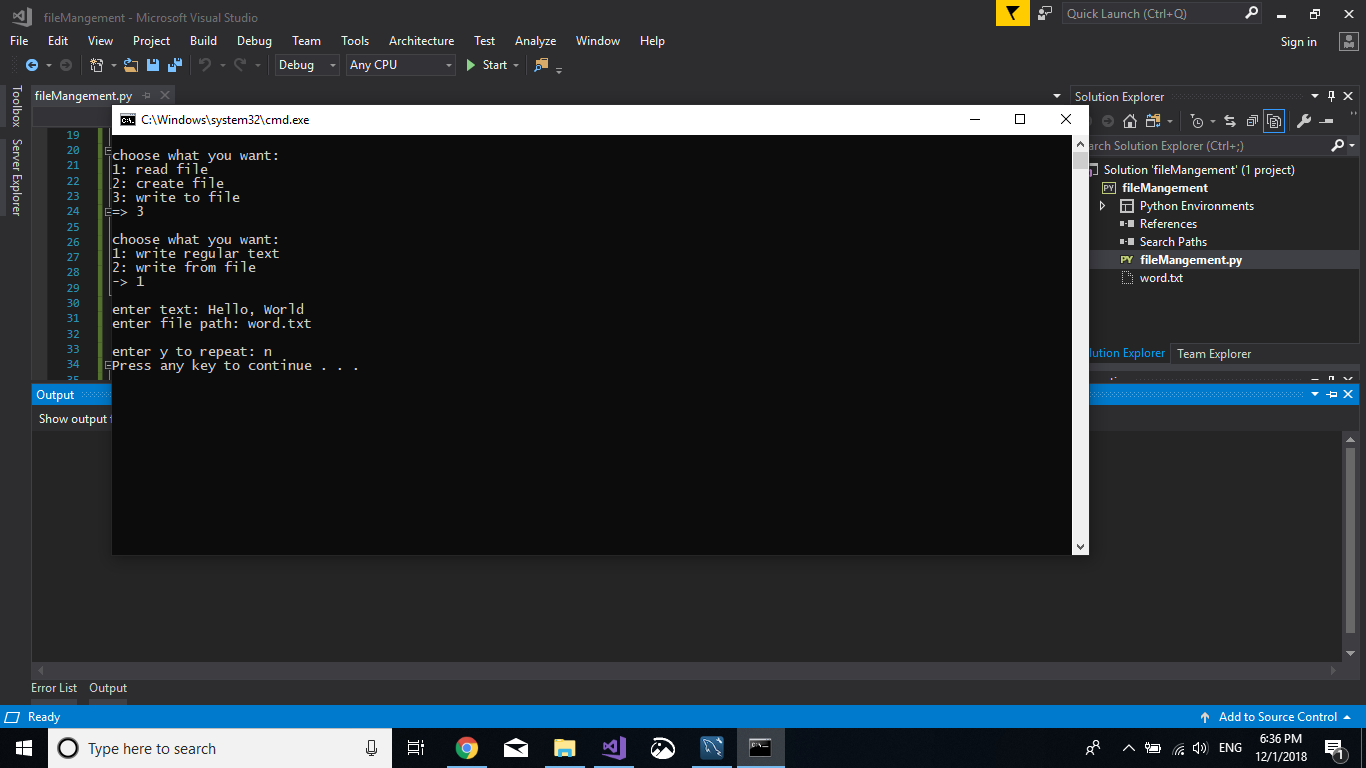 fileMangement - Microsoft Visual Studio
Quick Launch (Ctrl+Q)
File Edit View Project Build Debug Team Tools Architecture Test Analyze Window Help
Sign in
Debug Any CPU Start
Toolbox
Server Explorer
fileMangement.py
19
20
21
22
23
24
25
26
27
28
29
30
31
32
33
34
35
C:\Windows\system32\cmd.exe
choose what you want:
1: read file
2: create file
3: write to file
=> 3
choose what you want:
1: write regular text
2: write from file
-> 1
enter text: Hello, World
enter file path: word.txt
enter y to repeat: n
Press any key to continue . . .
Solution Explorer
Search Solution Explorer (Ctrl+;)
Solution 'fileMangement' (1 project)
PY fileMangement
Python Environments
References
Search Paths
PY fileMangement.py
word.txt
Solution Explorer Team Explorer
Output
Show output
Error List Output
Ready
Add to Source Control
Type here to search
ENG
6:36 PM
12/1/2018
1